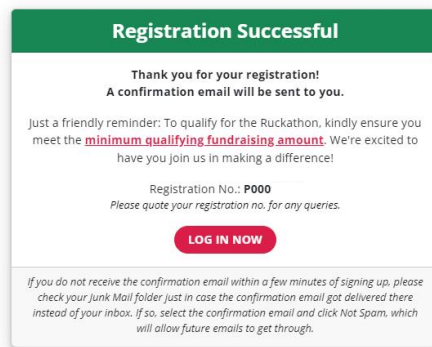 Registration Successful
Thank you for your registration!
A confirmation email will be sent to you.
Just a friendly reminder: To qualify for the Ruckathon, kindly ensure you
meet the minimum qualifying fundraising amount. We're excited to
have you join us in making a difference!
Registration No.: P000
Please quote your registration no. for any queries.
LOG IN NOW
If you do not receive the confirmation email within a few minutes of signing up, please
check your Junk Mail folder just in case the confirmation email got delivered there
instead of your inbox. If so, select the confirmation email and click Not Spam, which
will allow future emails to get through.